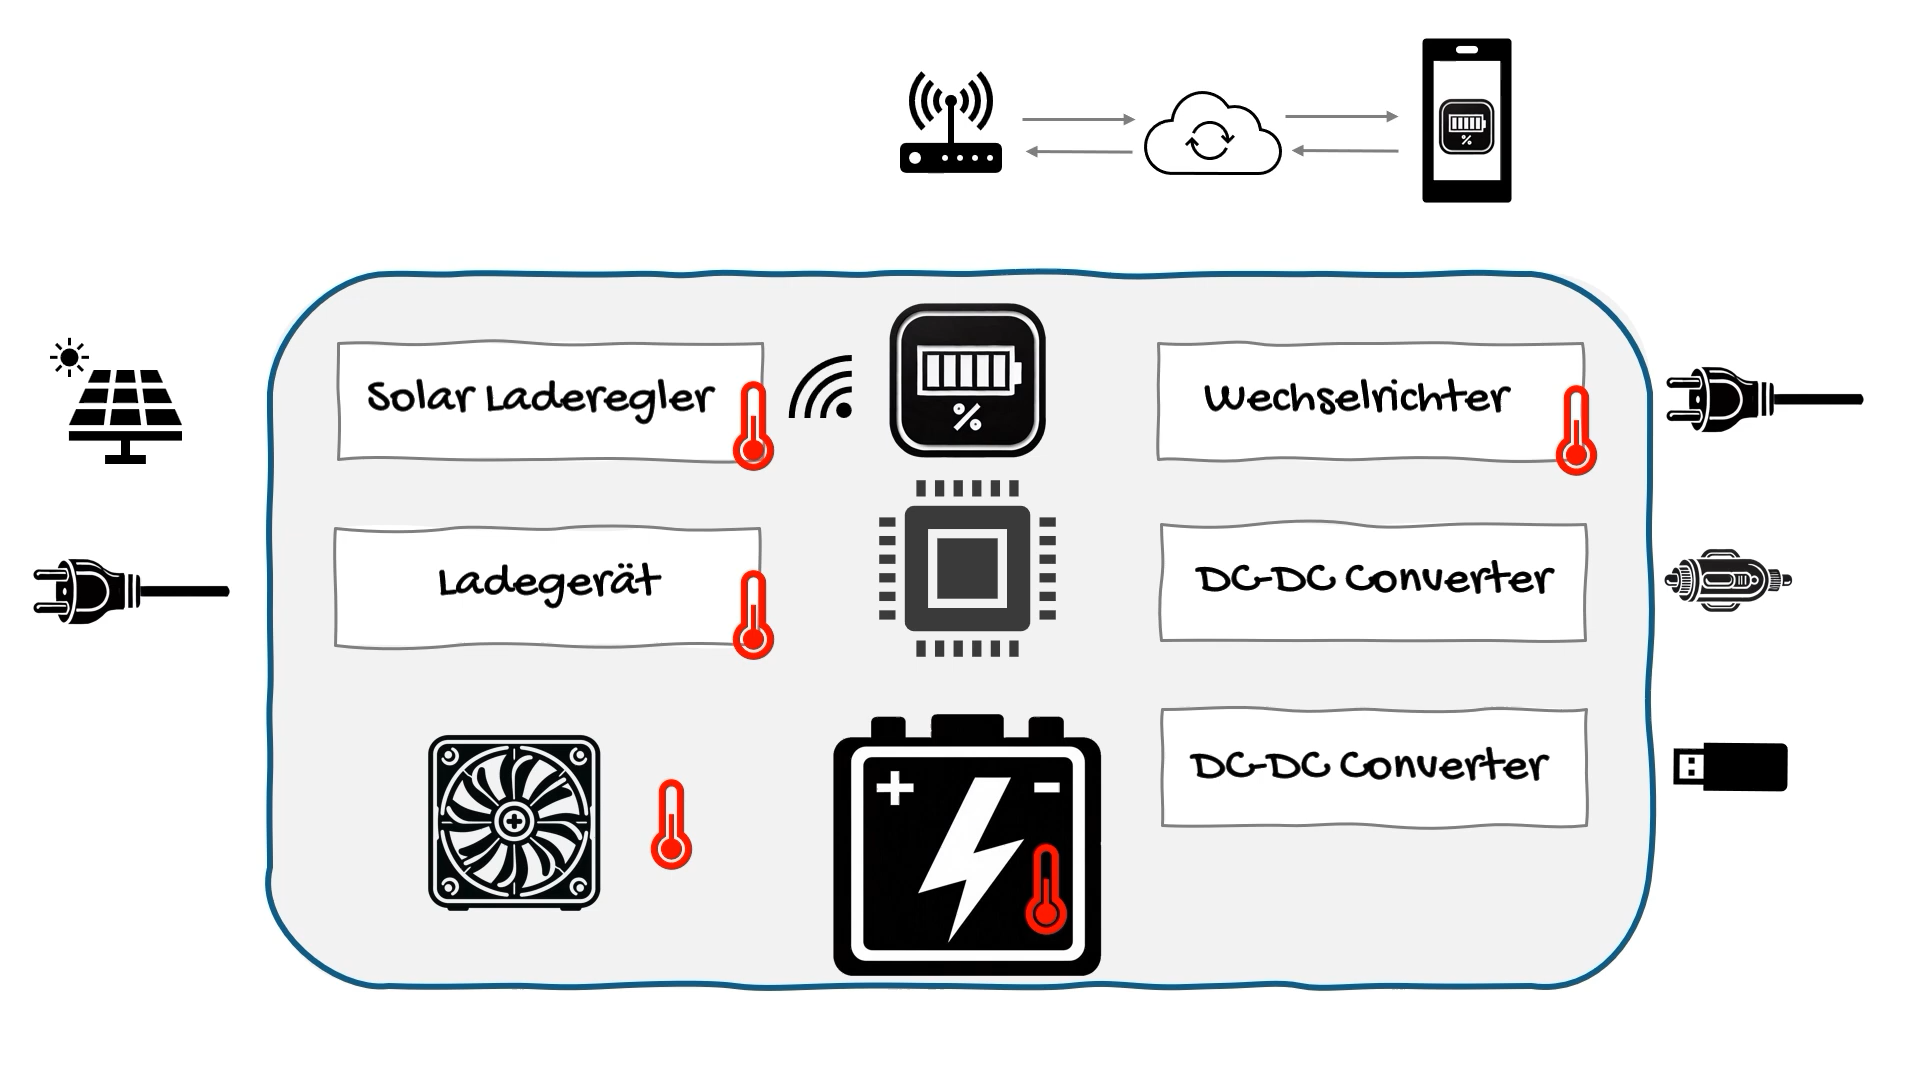 %
Solar Laderegler
%
Wechselrichter
Ladegerät
DC-DC Converter
+ -
DC-DC Converter